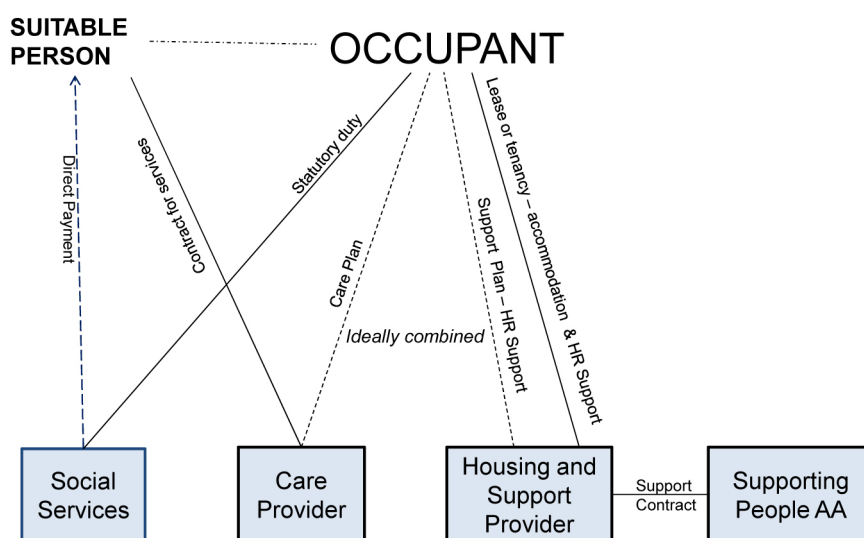 SUITABLE
PERSON
OCCUPANT
Direct Payment
Contract for services
Statutory duty
Care Plan
Ideally combined
Support Plan – HR Support
Lease or tenancy – accommodation & HR Support
Social
Services
Care
Provider
Housing and
Support
Provider
Support
Contract
Supporting
People AA